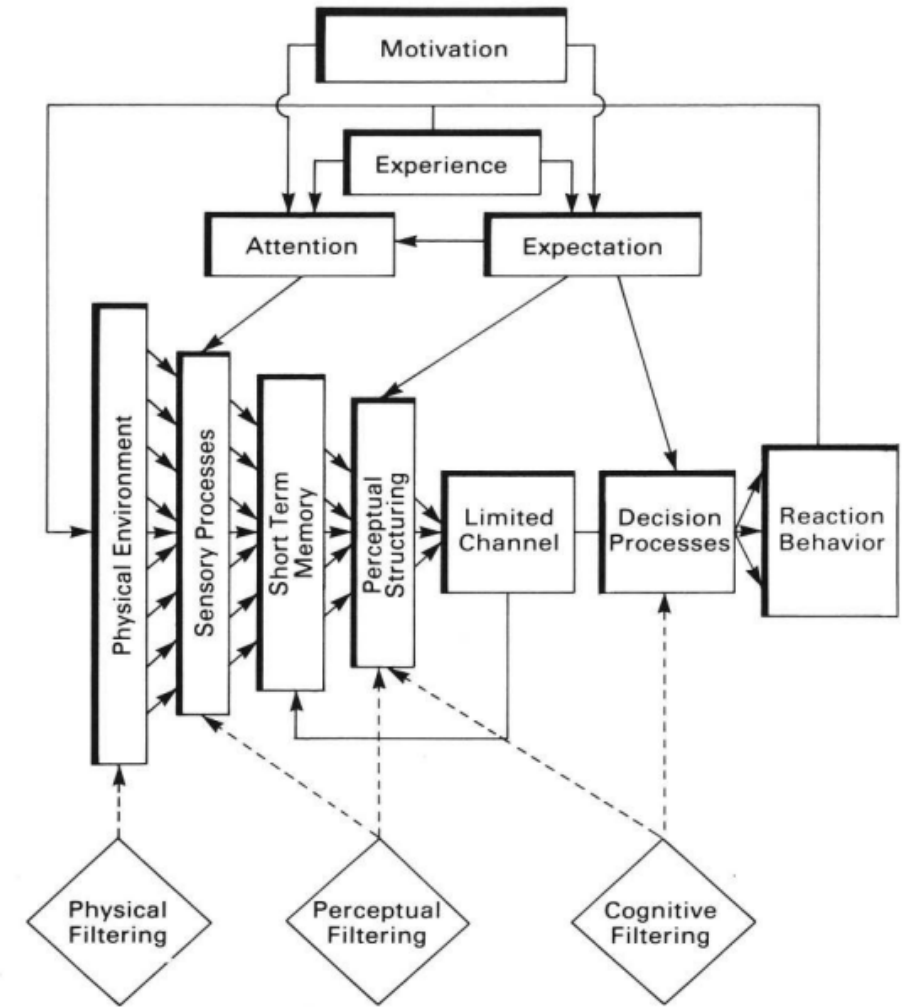 Motivation
Experience
Attention
Expectation
Physical Environment
Sensory Processes
Short Term
Memory
Perceptual
Structuring
Limited
Channel
Decision
Processes
Reaction
Behavior
Physical
Filtering
Perceptual
Filtering
Cognitive
Filtering